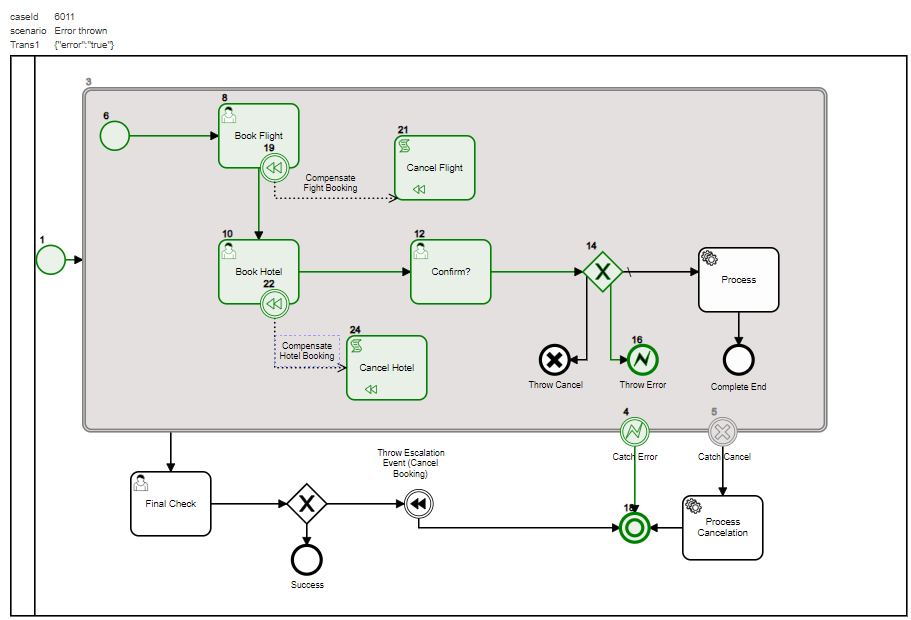 caseId 6011
scenario Error thrown
Trans1 {"error":"true"}
3
8
6
Book Flight
19
21
Cancel Flight
Compensate
Fight Booking
1
10
Book Hotel
22
12
Confirm?
14
Process
24
Compensate
Hotel Booking
Cancel Hotel
16
Throw Cancel
Throw Error
Complete End
4
5
Catch Error
Catch Cancel
Throw Escalation
Event (Cancel
Booking)
Final Check
18
Process
Cancelation
Success